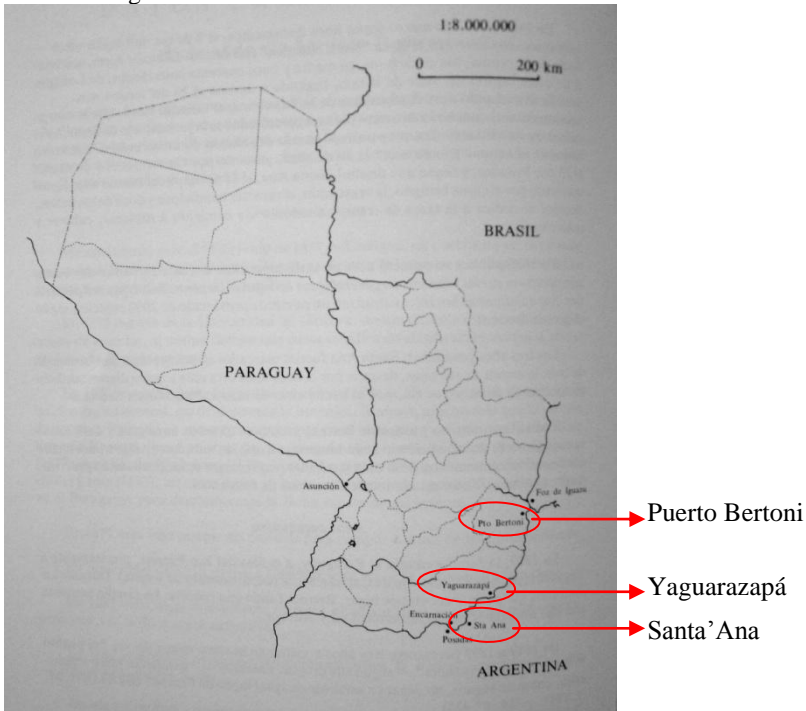 1:8.000.000
0 200 km
BRASIL
PARAGUAY
Asunción
Foz de Iguazu
Pto Bertoni
Puerto Bertoni
Yaguarazapá
Yaguarazapá
Encarnación
Sta Ana
Santa'Ana
Posadas
ARGENTINA